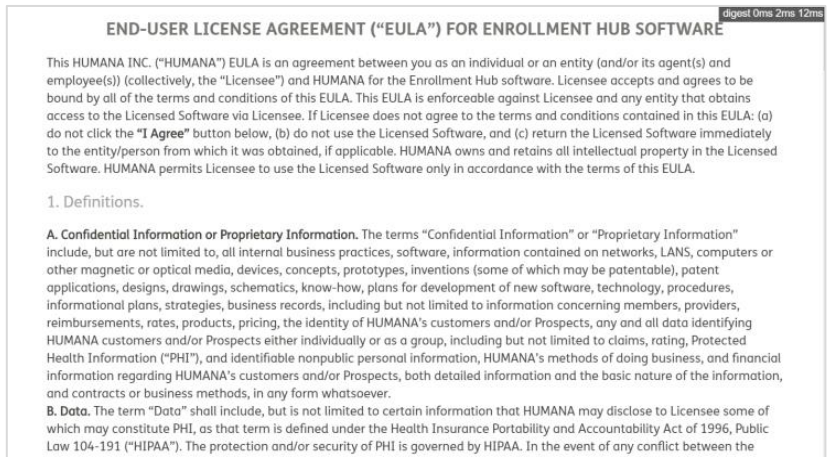 digest 0ms 2ms 12ms
END-USER LICENSE AGREEMENT (“EULA”) FOR ENROLLMENT HUB SOFTWARE
This HUMANA INC. (“HUMANA”) EULA is an agreement between you as an individual or an entity (and/or its agent(s) and
employee(s)) (collectively, the “Licensee”) and HUMANA for the Enrollment Hub software. Licensee accepts and agrees to be
bound by all of the terms and conditions of this EULA. This EULA is enforceable against Licensee and any entity that obtains
access to the Licensed Software via Licensee. If Licensee does not agree to the terms and conditions contained in this EULA: (a)
do not click the “I Agree” button below, (b) do not use the Licensed Software, and (c) return the Licensed Software immediately
to the entity/person from which it was obtained, if applicable. HUMANA owns and retains all intellectual property in the Licensed
Software. HUMANA permits Licensee to use the Licensed Software only in accordance with the terms of this EULA.
1. Definitions.
A. Confidential Information or Proprietary Information. The terms “Confidential Information” or “Proprietary Information”
include, but are not limited to, all internal business practices, software, information contained on networks, LANS, computers or
other magnetic or optical media, devices, concepts, prototypes, inventions (some of which may be patentable), patent
applications, designs, drawings, schematics, know-how, plans for development of new software, technology, procedures,
informational plans, strategies, business records, including but not limited to information concerning members, providers,
reimbursements, rates, products, pricing, the identity of HUMANA’s customers and/or Prospects, any and all data identifying
HUMANA customers and/or Prospects either individually or as a group, including but not limited to claims, rating, Protected
Health Information (“PHI”), and identifiable nonpublic personal information, HUMANA’s methods of doing business, and financial
information regarding HUMANA’s customers and/or Prospects, both detailed information and the basic nature of the information,
and contracts or business methods, in any form whatsoever.
B. Data. The term “Data” shall include, but is not limited to certain information that HUMANA may disclose to Licensee some of
which may constitute PHI, as that term is defined under the Health Insurance Portability and Accountability Act of 1996, Public
Law 104-191 (“HIPAA”). The protection and/or security of PHI is governed by HIPAA. In the event of any conflict between the